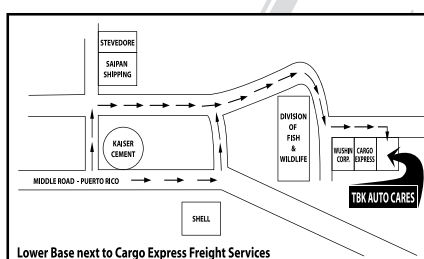 STEVEDORE
SAIPAN
SHIPPING
KAISER
CEMENT
DIVISION
OF
FISH
&
WILDLIFE
WUSHIN
CORP.
CARGO
EXPRESS
TBK AUTO CARES
MIDDLE ROAD - PUERTO RICO
SHELL
Lower Base next to Cargo Express Freight Services